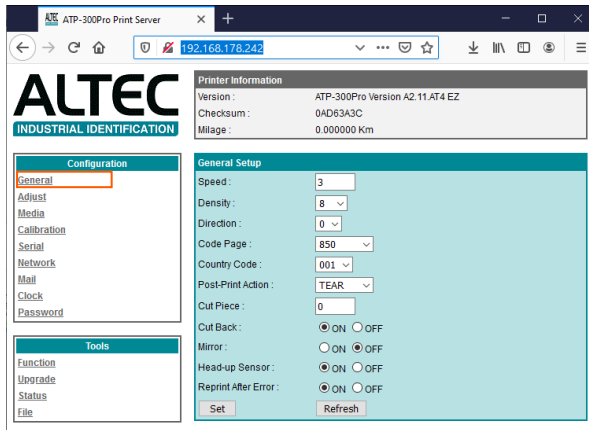 ALTEC ATP-300Pro Print Server
192.168.178.242
ALTEC
INDUSTRIAL IDENTIFICATION
Printer Information
Version : ATP-300Pro Version A2.11.AT4 EZ
Checksum : 0AD63A3C
Milage : 0.000000 Km
Configuration
General
Adjust
Media
Calibration
Serial
Network
Mail
Clock
Password
Tools
Function
Upgrade
Status
File
General Setup
Speed : 3
Density : 8
Direction : 0
Code Page : 850
Country Code : 001
Post-Print Action : TEAR
Cut Piece : 0
Cut Back : ON OFF
Mirror : ON OFF
Head-up Sensor : ON OFF
Reprint After Error : ON OFF
Set Refresh